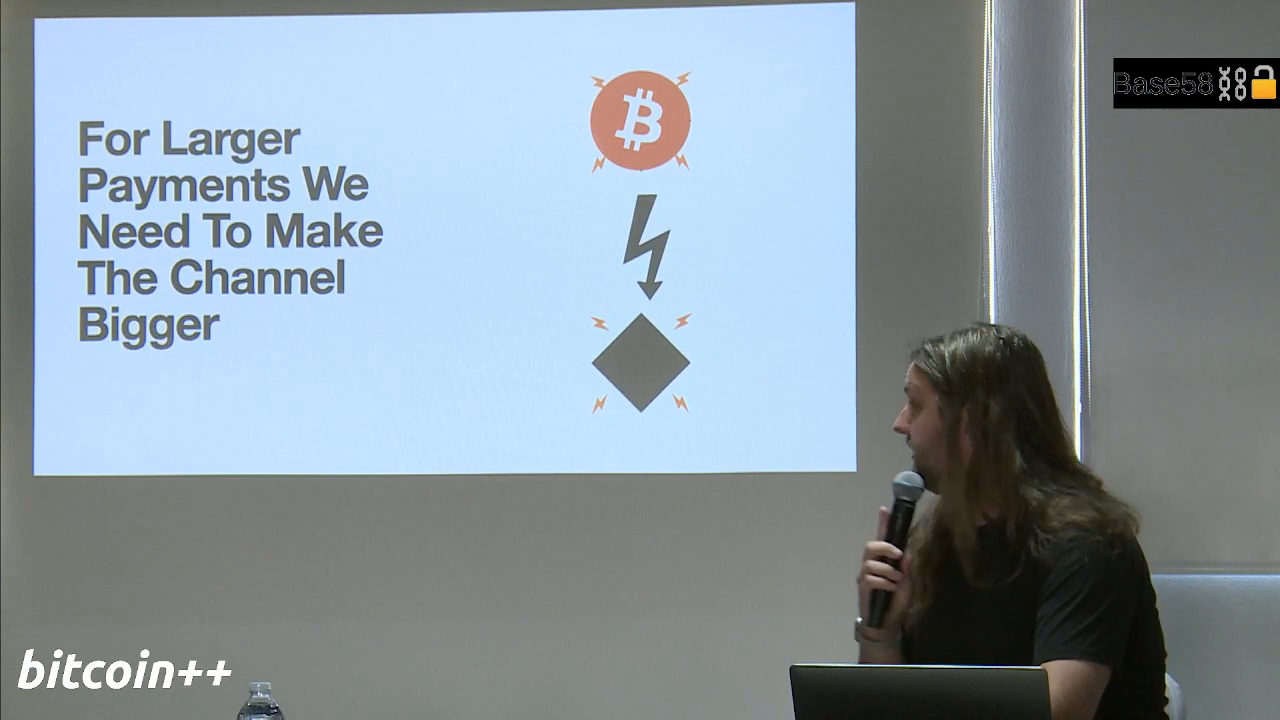 For Larger
Payments We
Need To Make
The Channel
Bigger
Base58
bitcoin++